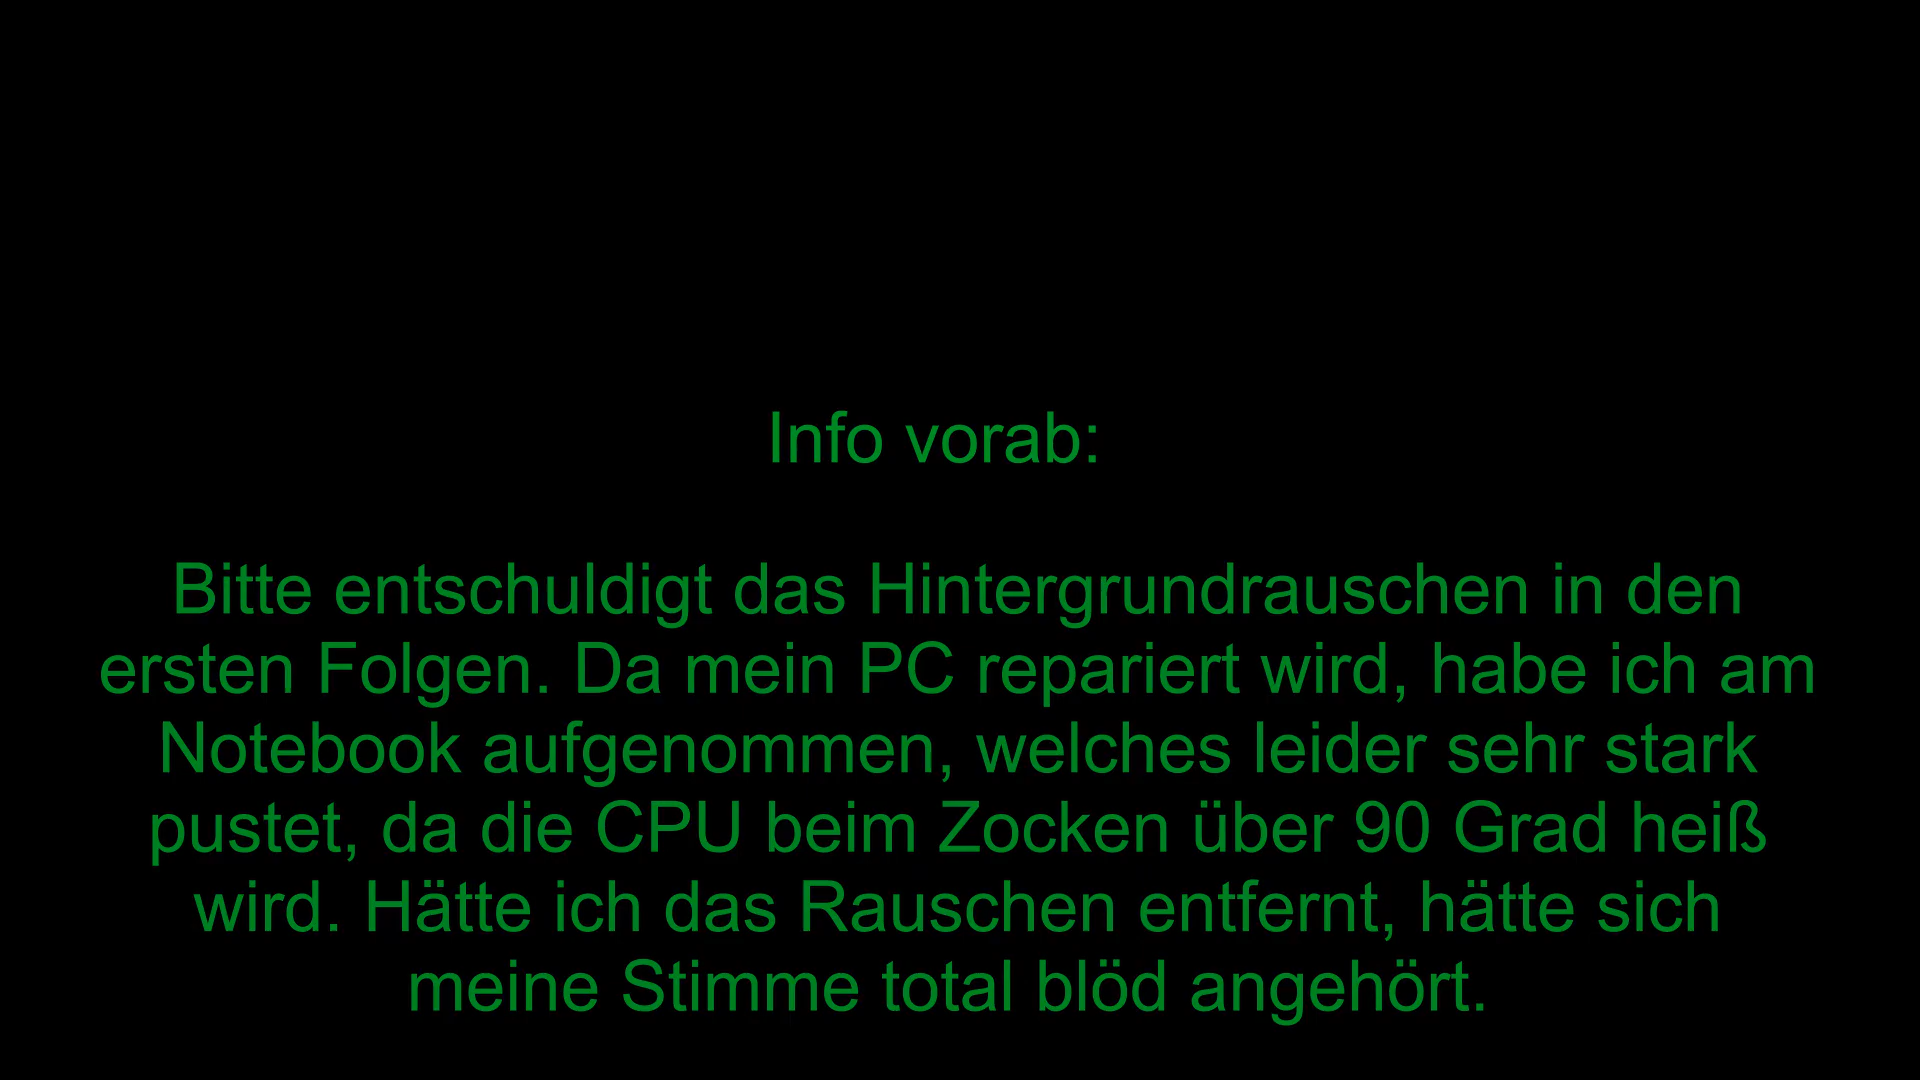 Info vorab:
Bitte entschuldigt das Hintergrundrauschen in den
ersten Folgen. Da mein PC repariert wird, habe ich am
Notebook aufgenommen, welches leider sehr stark
pustet, da die CPU beim Zocken über 90 Grad heiß
wird. Hätte ich das Rauschen entfernt, hätte sich
meine Stimme total blöd angehört.